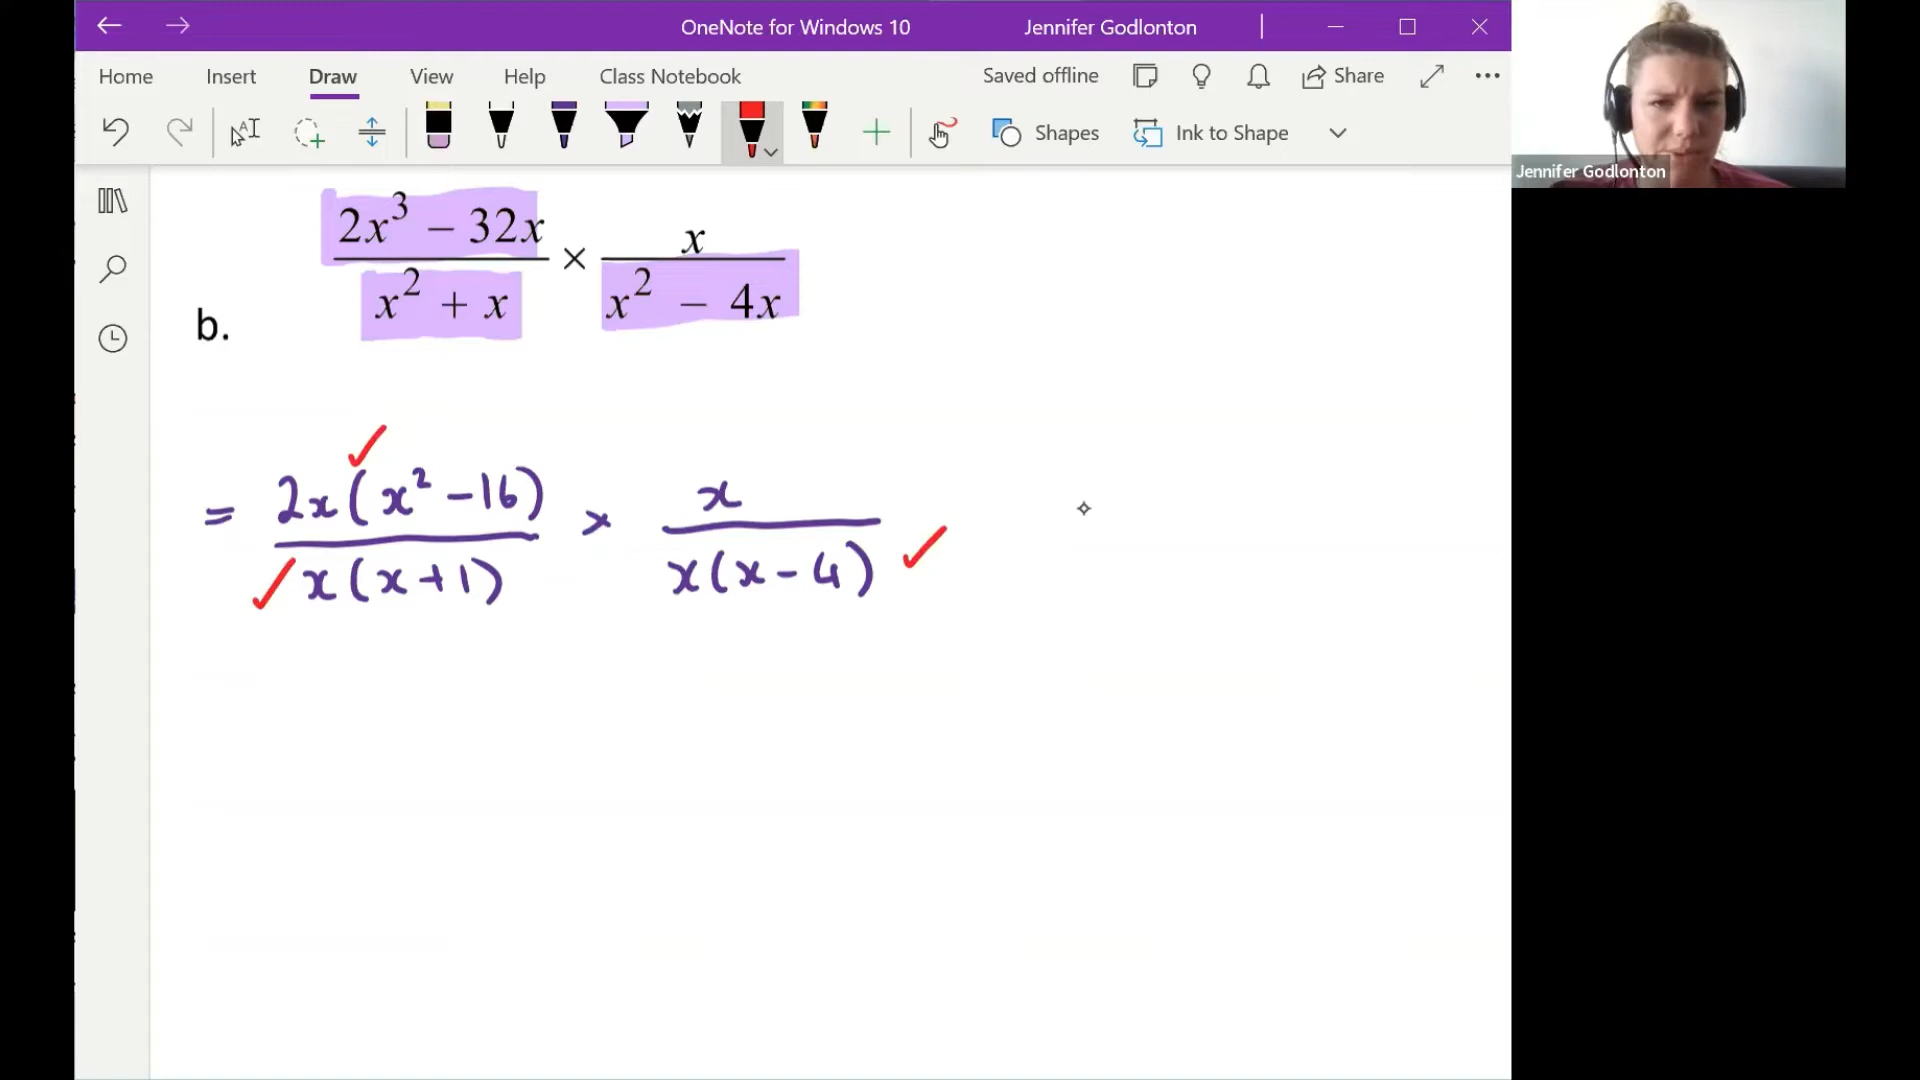 OneNote for Windows 10 Jennifer Godlonton
Home Insert Draw View Help Class Notebook Saved offline Share
Shapes Ink to Shape
Jennifer Godlonton
b. (2x³ − 32x)/(x² + x) × x/(x² − 4x)
= 2x(x² − 16)/x(x + 1) × x/x(x − 4)